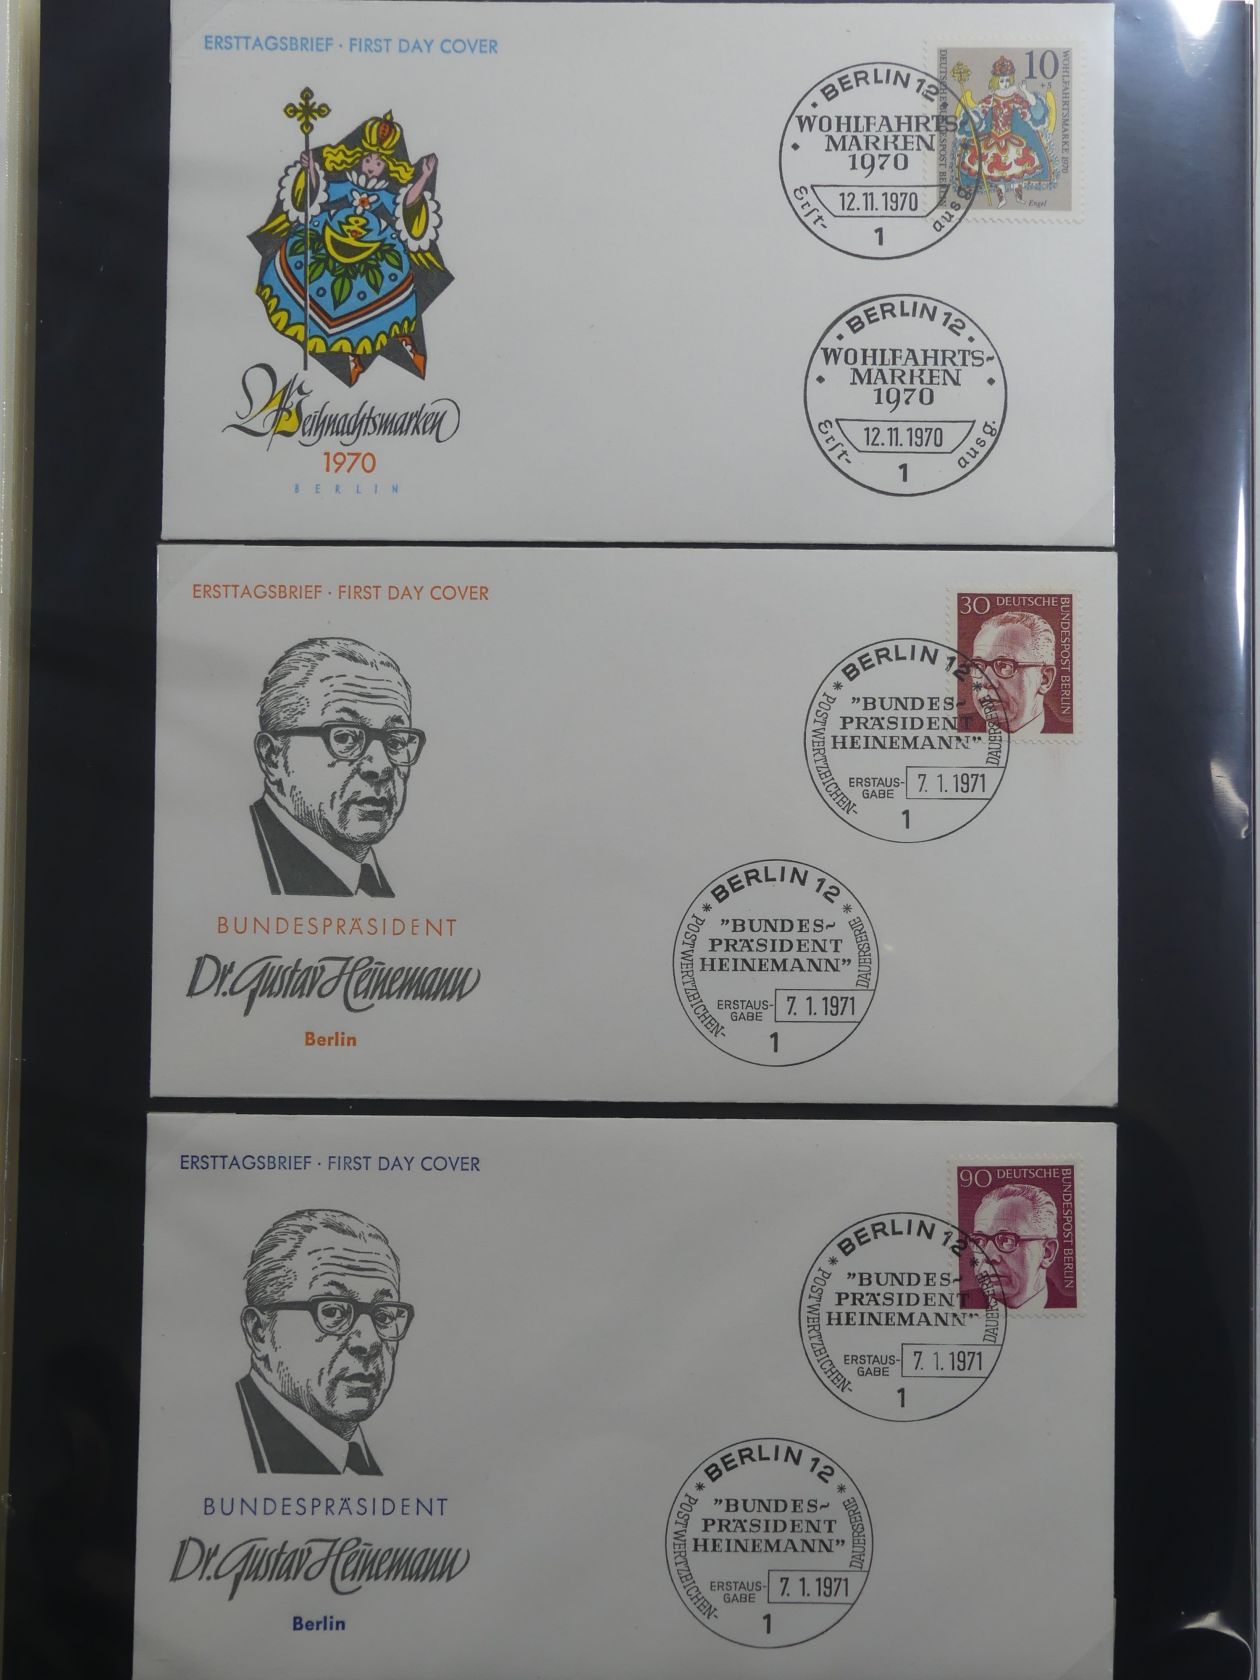 ERSTTAGSBRIEF · FIRST DAY COVER
Weihnachtsmarken
1970
BERLIN
10
+5
WOHLFAHRTSMARKE 1970
DEUTSCHE BUNDESPOST BERLIN
Engel
BERLIN 12
WOHLFAHRTS-
MARKEN
1970
12.11.1970
Erst-
ausg.
1
BERLIN 12
WOHLFAHRTS-
MARKEN
1970
12.11.1970
Erst-
ausg.
1
ERSTTAGSBRIEF · FIRST DAY COVER
BUNDESPRÄSIDENT
Dr. Gustav Heinemann
Berlin
30 DEUTSCHE
BUNDESPOST BERLIN
BERLIN 12
"BUNDES-
PRÄSIDENT
HEINEMANN"
POSTWERTZEICHEN-
DAUERSERIE
ERSTAUS-
GABE
7. 1. 1971
1
BERLIN 12
"BUNDES-
PRÄSIDENT
HEINEMANN"
POSTWERTZEICHEN-
DAUERSERIE
ERSTAUS-
GABE
7. 1. 1971
1
ERSTTAGSBRIEF · FIRST DAY COVER
BUNDESPRÄSIDENT
Dr. Gustav Heinemann
Berlin
90 DEUTSCHE
BUNDESPOST BERLIN
BERLIN 12
"BUNDES-
PRÄSIDENT
HEINEMANN"
POSTWERTZEICHEN-
DAUERSERIE
ERSTAUS-
GABE
7. 1. 1971
1
BERLIN 12
"BUNDES-
PRÄSIDENT
HEINEMANN"
POSTWERTZEICHEN-
DAUERSERIE
ERSTAUS-
GABE
7. 1. 1971
1